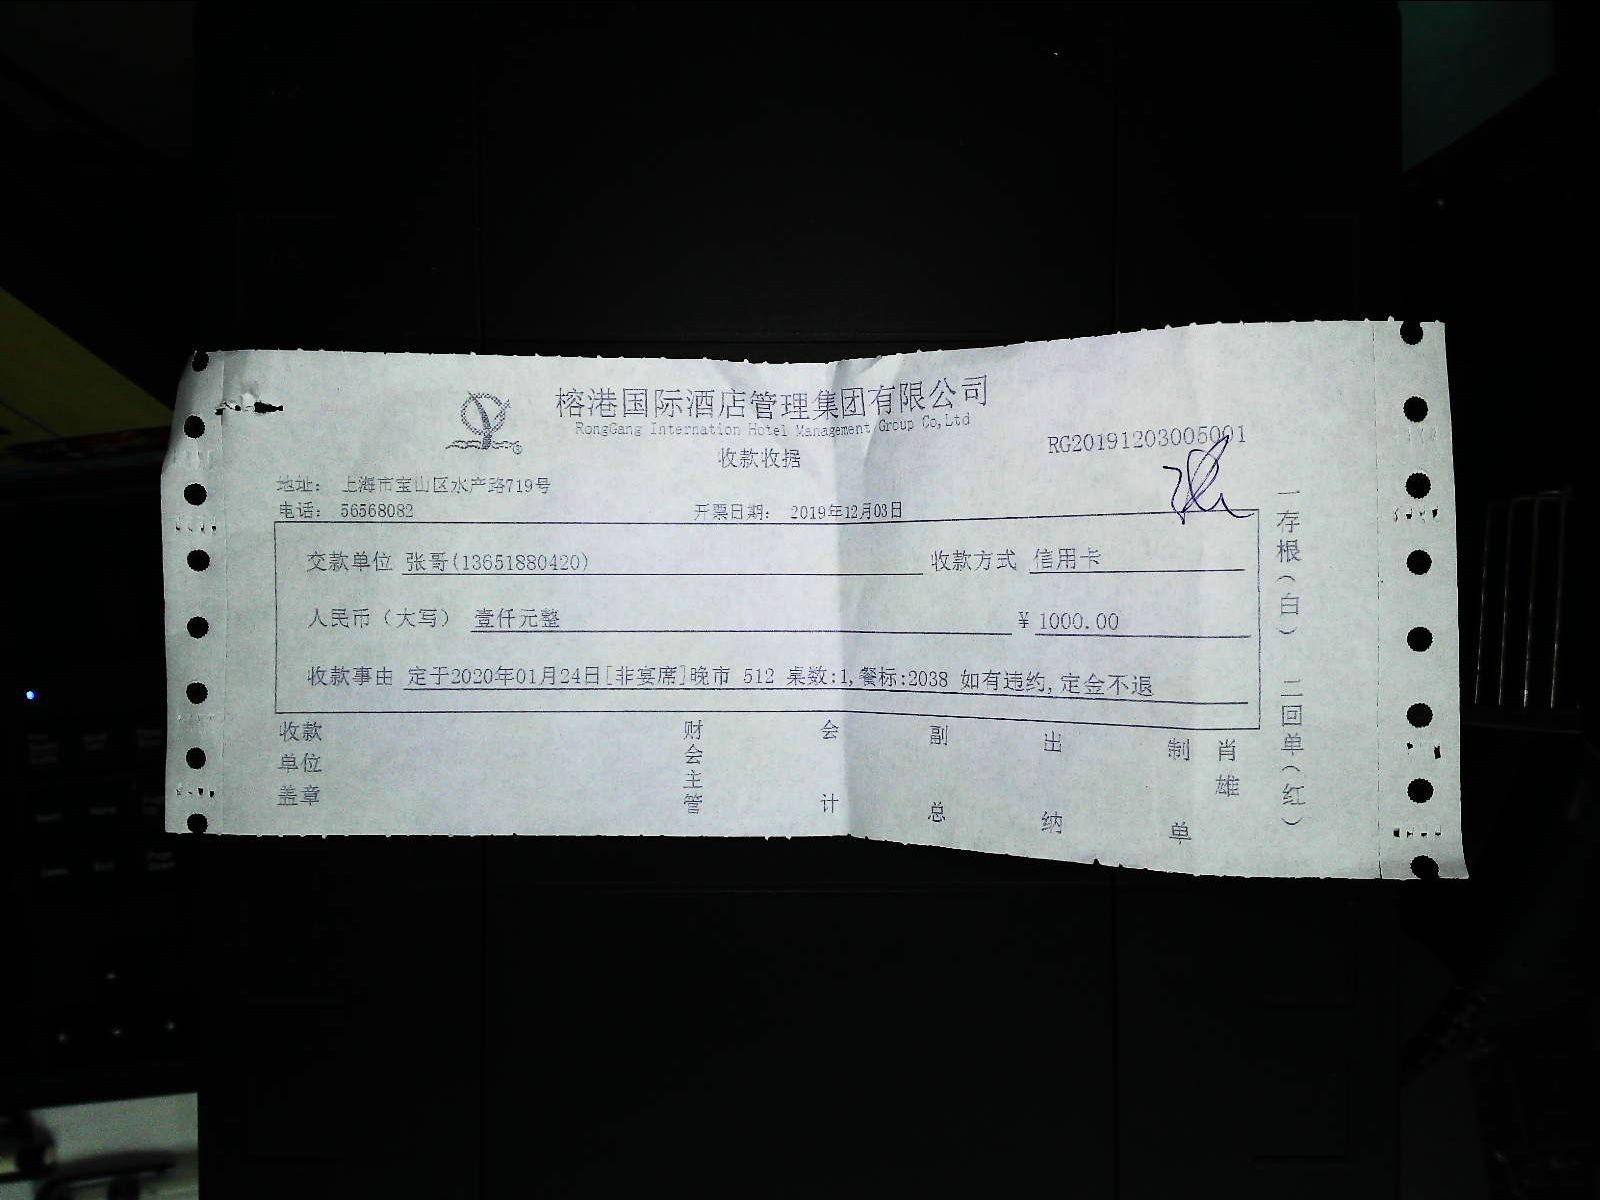 榕港国际酒店管理集团有限公司
RongGang Internation Hotel Management Group Co,Ltd
收款收据
RG20191203005001
地址： 上海市宝山区水产路719号
电话： 56568082 开票日期： 2019年12月03日
交款单位 张哥(13651880420) 收款方式 信用卡
人民币（大写） 壹仟元整 ¥ 1000.00
收款事由 定于2020年01月24日[非宴席]晚市 512 桌数:1,餐标:2038 如有违约,定金不退
收款单位盖章 财会主管 会计 副总 出纳 制单 肖雄
一存根(白) 二回单(红)